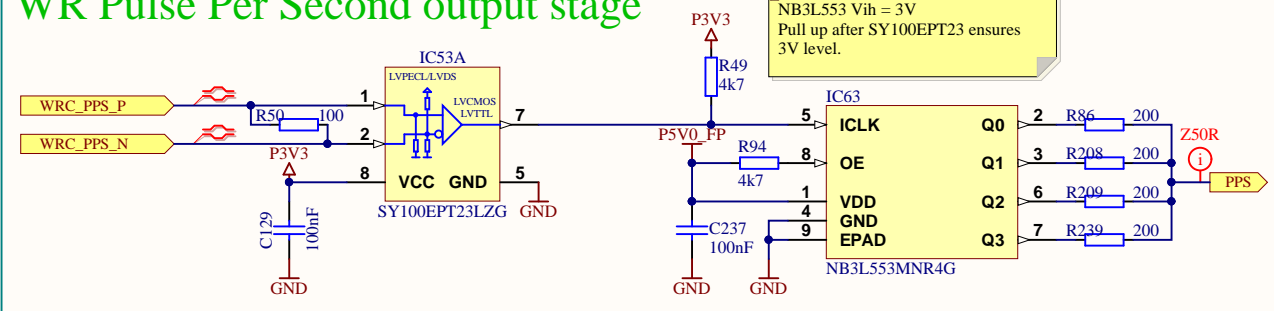 WR Pulse Per Second output stage
NB3L553 Vih = 3V
Pull up after SY100EPT23 ensures
3V level.
P3V3
R49
4k7
IC53A
LVPECL/LVDS
LVCMOS
LVTTL
WRC_PPS_P
WRC_PPS_N
R50
100
1
2
7
8
5
VCC
GND
SY100EPT23LZG
GND
P3V3
C129
100nF
GND
P5V0_FP
R94
4k7
C237
100nF
GND
GND
IC63
5
ICLK
8
OE
1
VDD
4
GND
9
EPAD
Q0
2
Q1
3
Q2
6
Q3
7
NB3L553MNR4G
R86
200
R208
200
R209
200
R239
200
Z50R
i
PPS